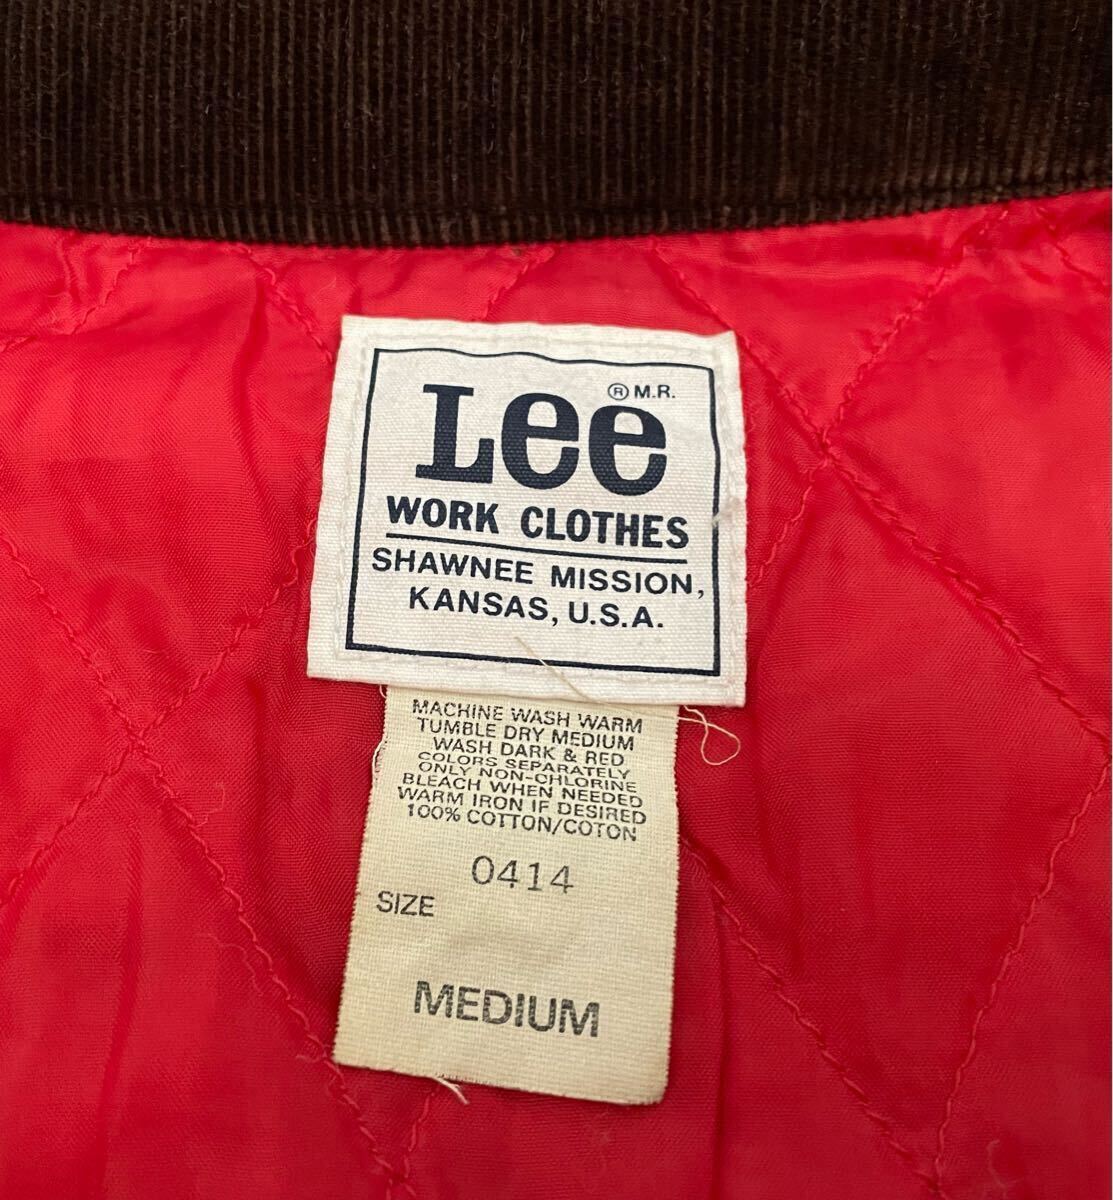 Lee ® M.R.
WORK CLOTHES
SHAWNEE MISSION,
KANSAS, U.S.A.
MACHINE WASH WARM
TUMBLE DRY MEDIUM
WASH DARK & RED
COLORS SEPARATELY
ONLY NON-CHLORINE
BLEACH WHEN NEEDED
WARM IRON IF DESIRED
100% COTTON/COTON
0414
SIZE
MEDIUM